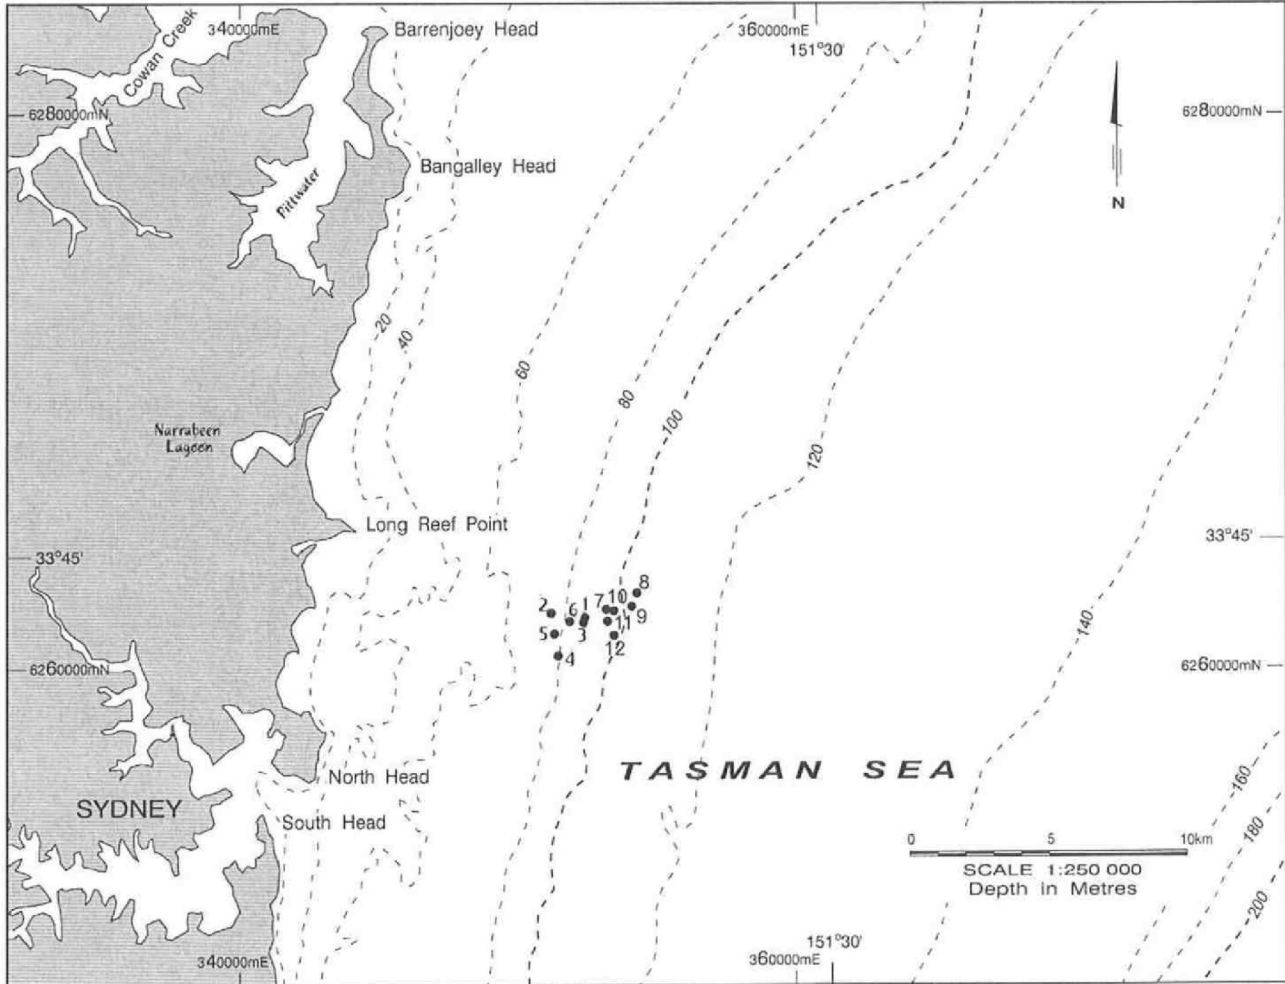 340000mE
Barrenjoey Head
360000mE
151°30'
Cowan Creek
6280000mN
6280000mN
Bangalley Head
Pittwater
N
20
40
60
80
100
120
Narrabeen
Lagoon
Long Reef Point
33°45'
33°45'
8
2
6
1
7
10
9
5
3
11
4
12
140
6260000mN
6260000mN
TASMAN SEA
North Head
160
SYDNEY
South Head
180
0 5 10km
SCALE 1:250 000
Depth in Metres
200
340000mE
151°30'
360000mE